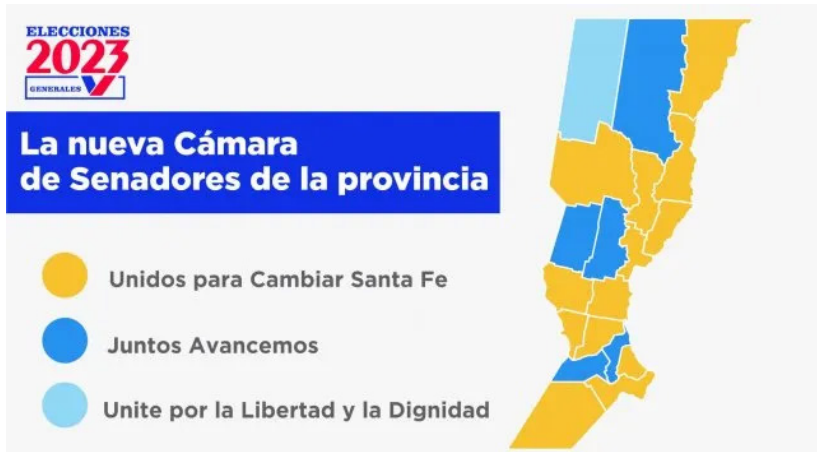 ELECCIONES
2023
GENERALES
La nueva Cámara
de Senadores de la provincia
Unidos para Cambiar Santa Fe
Juntos Avancemos
Unite por la Libertad y la Dignidad